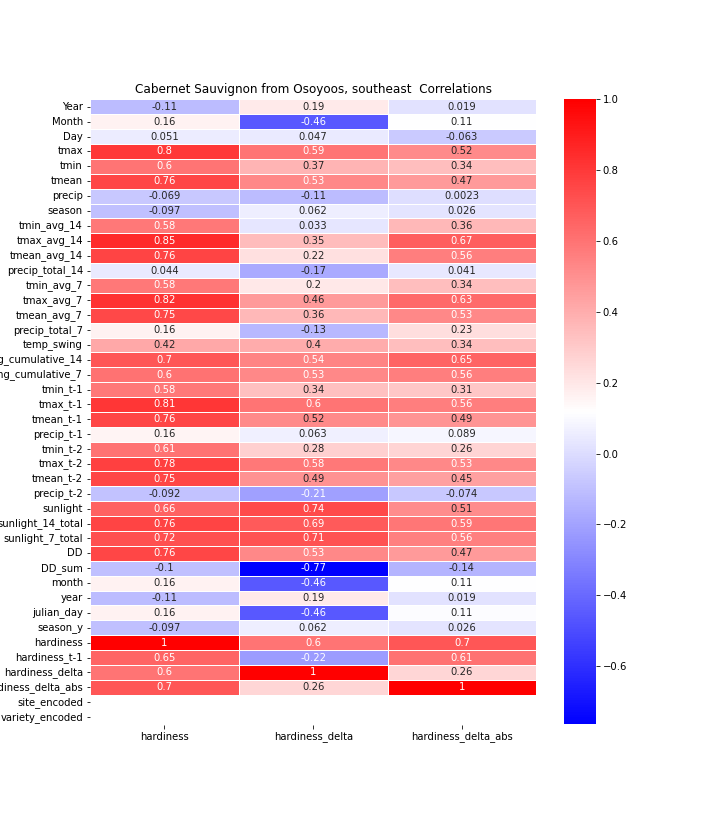 Cabernet Sauvignon from Osoyoos, southeast  Correlations
Year -0.11 0.19 0.019
Month 0.16 -0.46 0.11
Day 0.051 0.047 -0.063
tmax 0.8 0.59 0.52
tmin 0.6 0.37 0.34
tmean 0.76 0.53 0.47
precip -0.069 -0.11 0.0023
season -0.097 0.062 0.026
tmin_avg_14 0.58 0.033 0.36
tmax_avg_14 0.85 0.35 0.67
tmean_avg_14 0.76 0.22 0.56
precip_total_14 0.044 -0.17 0.041
tmin_avg_7 0.58 0.2 0.34
tmax_avg_7 0.82 0.46 0.63
tmean_avg_7 0.75 0.36 0.53
precip_total_7 0.16 -0.13 0.23
temp_swing 0.42 0.4 0.34
g_cumulative_14 0.7 0.54 0.65
ng_cumulative_7 0.6 0.53 0.56
tmin_t-1 0.58 0.34 0.31
tmax_t-1 0.81 0.6 0.56
tmean_t-1 0.76 0.52 0.49
precip_t-1 0.16 0.063 0.089
tmin_t-2 0.61 0.28 0.26
tmax_t-2 0.78 0.58 0.53
tmean_t-2 0.75 0.49 0.45
precip_t-2 -0.092 -0.21 -0.074
sunlight 0.66 0.74 0.51
sunlight_14_total 0.76 0.69 0.59
sunlight_7_total 0.72 0.71 0.56
DD 0.76 0.53 0.47
DD_sum -0.1 -0.77 -0.14
month 0.16 -0.46 0.11
year -0.11 0.19 0.019
julian_day 0.16 -0.46 0.11
season_y -0.097 0.062 0.026
hardiness 1 0.6 0.7
hardiness_t-1 0.65 -0.22 0.61
hardiness_delta 0.6 1 0.26
diness_delta_abs 0.7 0.26 1
site_encoded
variety_encoded
hardiness hardiness_delta hardiness_delta_abs
1.0
0.8
0.6
0.4
0.2
0.0
−0.2
−0.4
−0.6